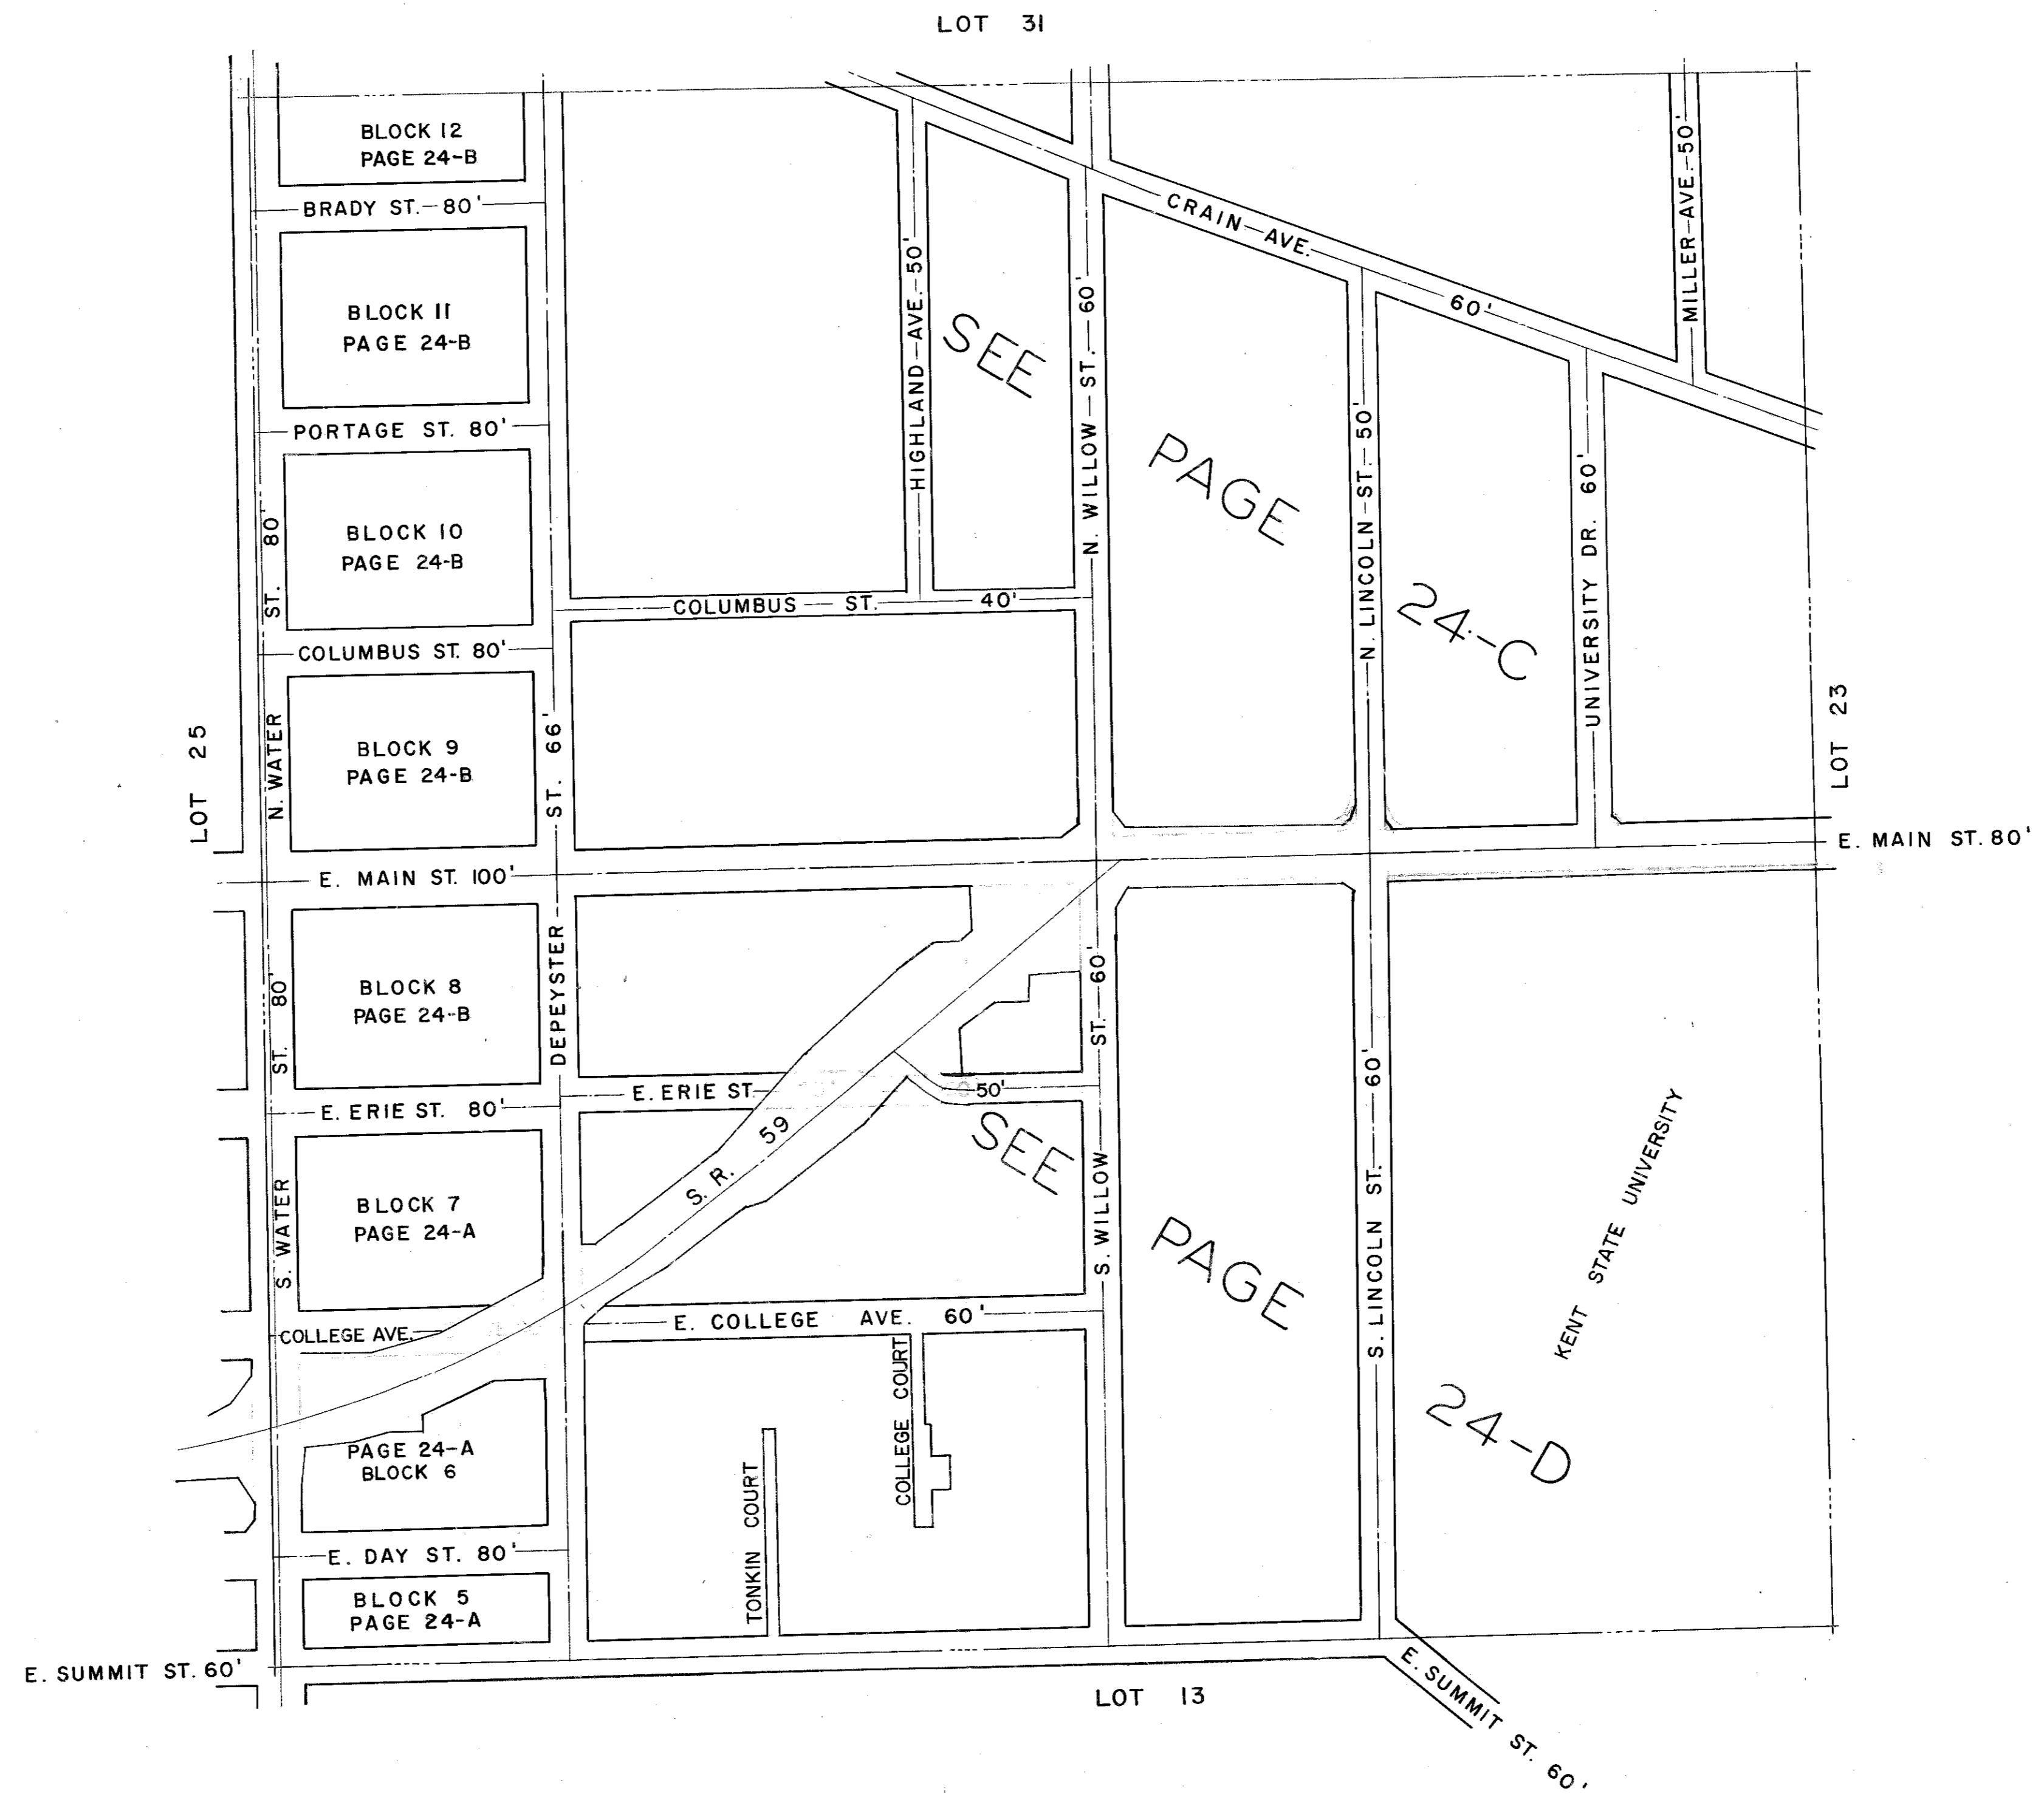 LOT 31
BLOCK 12
PAGE 24-B
BRADY ST.-80'
BLOCK 11
PAGE 24-B
PORTAGE ST. 80'
BLOCK 10
PAGE 24-B
COLUMBUS ST. 80'
BLOCK 9
PAGE 24-B
N. WATER ST. 80'
LOT 25
E. MAIN ST. 100'
DEPEYSTER ST. 66'
HIGHLAND AVE. 50'
COLUMBUS ST. 40'
N. WILLOW ST. 60'
CRAIN AVE. 60'
MILLER AVE. 50'
N. LINCOLN ST. 50'
UNIVERSITY DR. 60'
SEE
PAGE
24-C
LOT 23
E. MAIN ST. 80'
BLOCK 8
PAGE 24-B
E. ERIE ST. 80'
E. ERIE ST
50'
S. R. 59
BLOCK 7
PAGE 24-A
S. WATER ST. 80'
COLLEGE AVE.
E. COLLEGE AVE. 60'
S. WILLOW ST. 60'
S. LINCOLN ST. 60'
SEE
PAGE
24-D
KENT STATE UNIVERSITY
PAGE 24-A
BLOCK 6
E. DAY ST. 80'
BLOCK 5
PAGE 24-A
TONKIN COURT
COLLEGE COURT
E. SUMMIT ST. 60'
LOT 13
E. SUMMIT ST. 60'